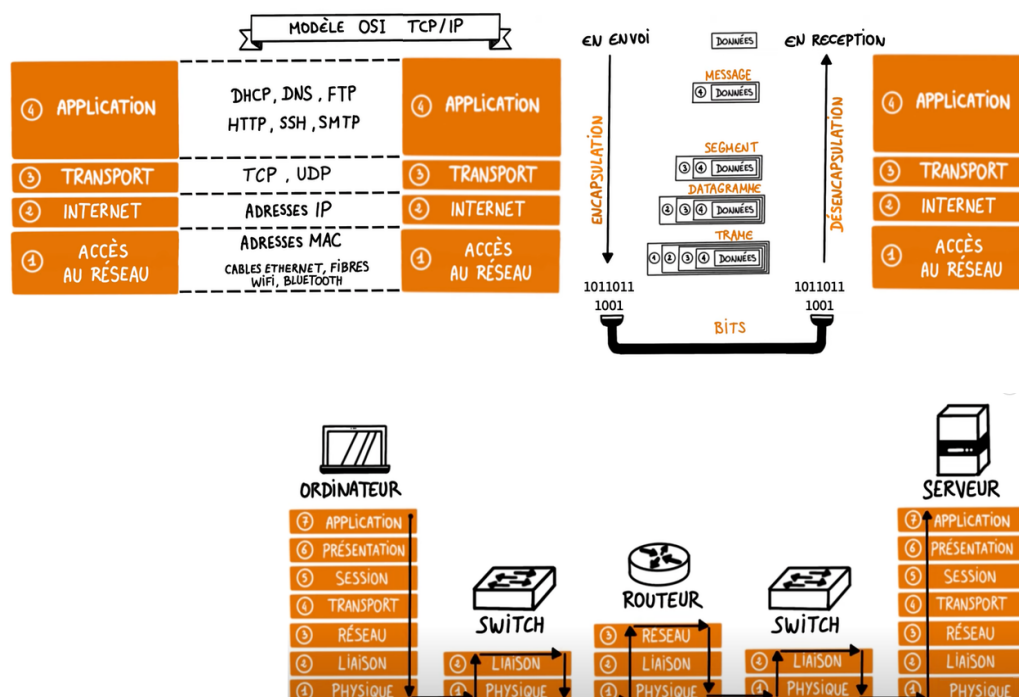 MODÈLE OSI TCP/IP
④ APPLICATION
③ TRANSPORT
② INTERNET
① ACCÈS
AU RÉSEAU
DHCP, DNS, FTP
HTTP, SSH, SMTP
TCP, UDP
ADRESSES IP
ADRESSES MAC
CABLES ETHERNET, FIBRES
WiFi, BLUETOOTH
④ APPLICATION
③ TRANSPORT
② INTERNET
① ACCÈS
AU RÉSEAU
EN ENVOI
ENCAPSULATION
1011011
1001
DONNÉES
MESSAGE
④ DONNÉES
SEGMENT
③ ④ DONNÉES
DATAGRAMME
② ③ ④ DONNÉES
TRAME
① ② ③ ④ DONNÉES
BITS
EN RECEPTION
DÉSENCAPSULATION
1011011
1001
④ APPLICATION
③ TRANSPORT
② INTERNET
① ACCÈS
AU RÉSEAU
ORDINATEUR
⑦ APPLICATION
⑥ PRÉSENTATION
⑤ SESSION
④ TRANSPORT
③ RÉSEAU
② LIAISON
① PHYSIQUE
SWITCH
② LIAISON
① PHYSIQUE
ROUTEUR
③ RÉSEAU
② LIAISON
① PHYSIQUE
SWITCH
② LIAISON
① PHYSIQUE
SERVEUR
⑦ APPLICATION
⑥ PRÉSENTATION
⑤ SESSION
④ TRANSPORT
③ RÉSEAU
② LIAISON
① PHYSIQUE